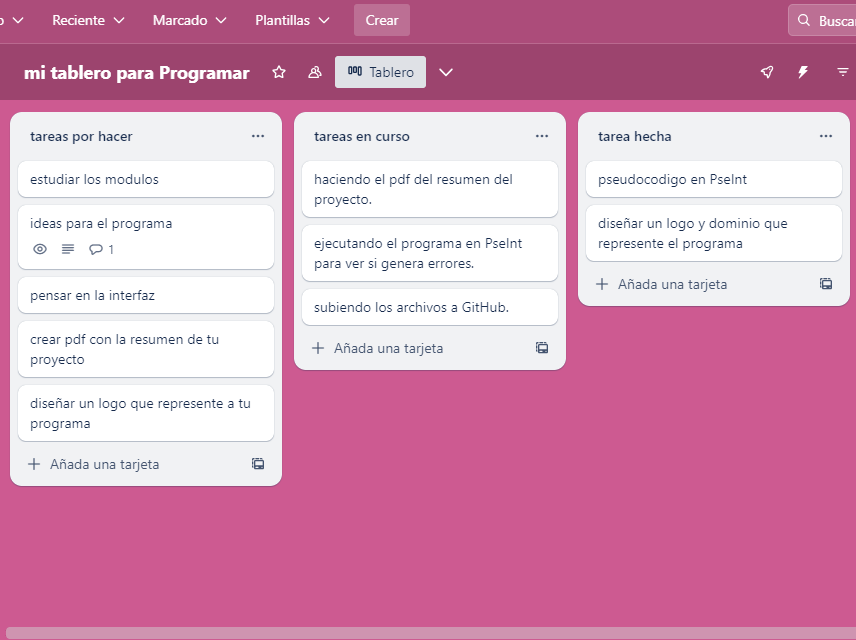 Reciente
Marcado
Plantillas
Crear
Buscar
mi tablero para Programar
Tablero
tareas por hacer
estudiar los modulos
ideas para el programa
1
pensar en la interfaz
crear pdf con la resumen de tu
proyecto
diseñar un logo que represente a tu
programa
Añada una tarjeta
tareas en curso
haciendo el pdf del resumen del
proyecto.
ejecutando el programa en PseInt
para ver si genera errores.
subiendo los archivos a GitHub.
Añada una tarjeta
tarea hecha
pseudocodigo en PseInt
diseñar un logo y dominio que
represente el programa
Añada una tarjeta